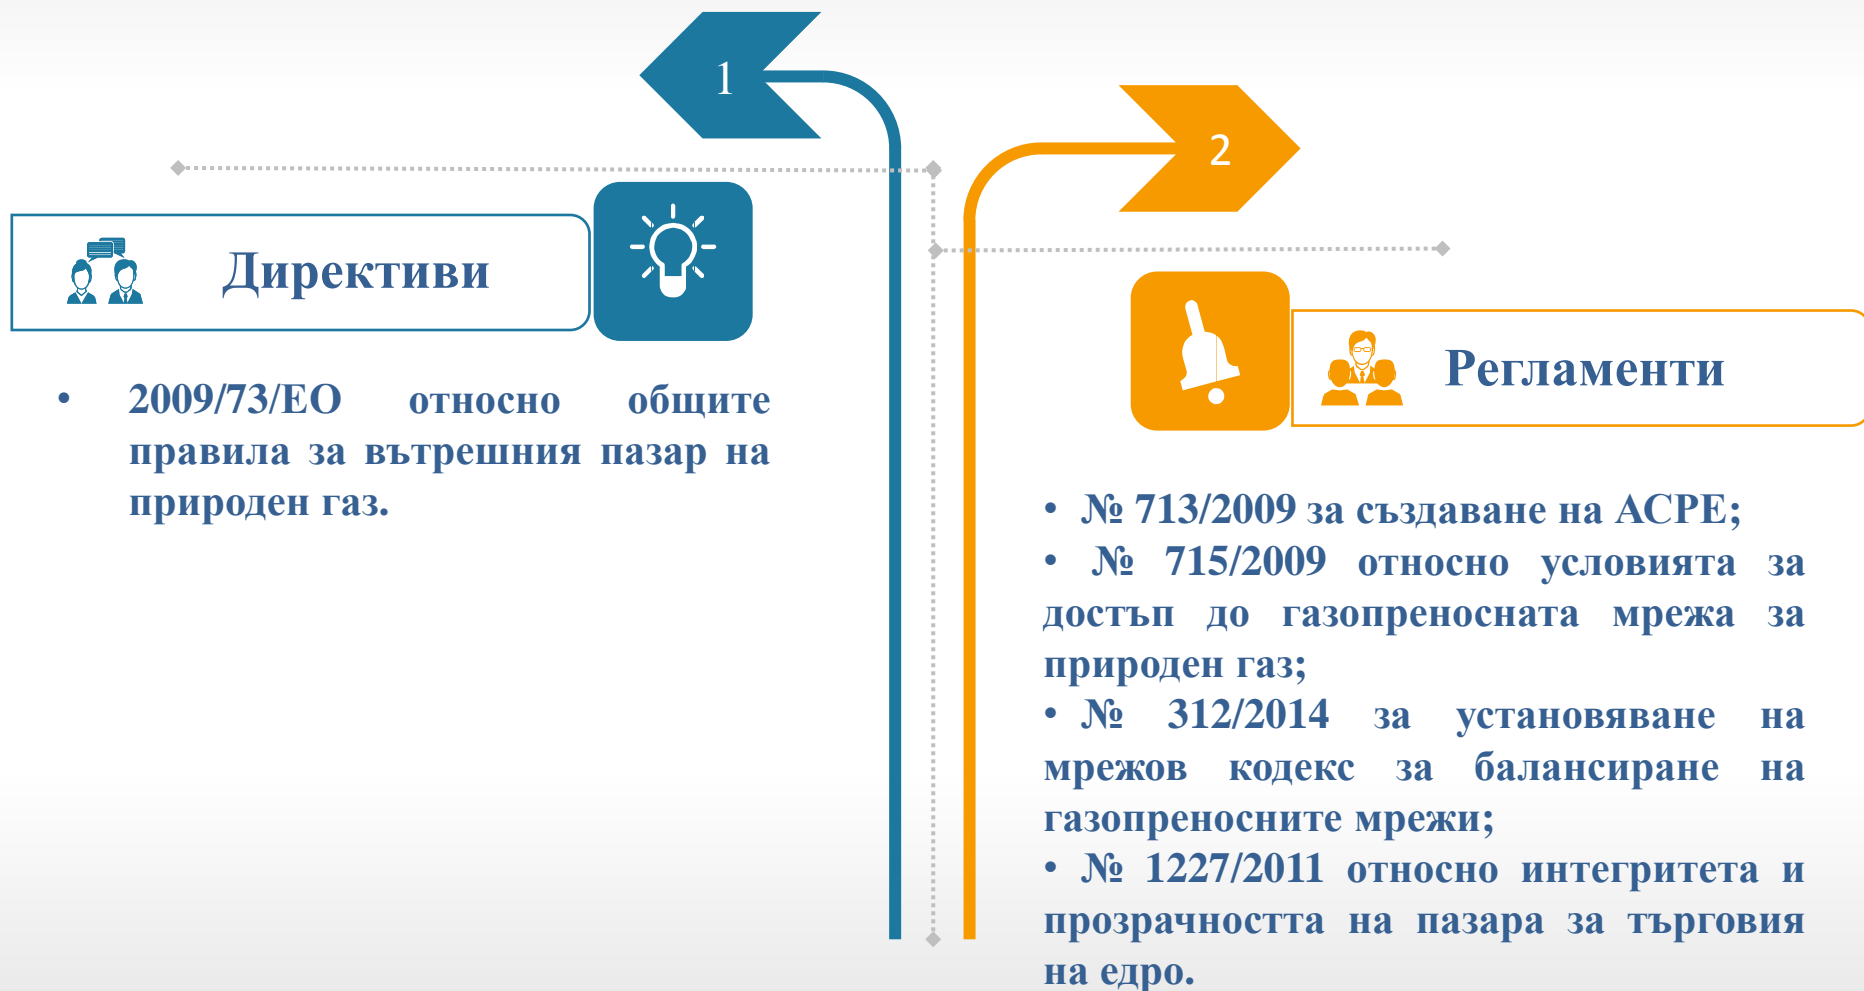 1
Директиви
• 2009/73/ЕО относно общите
правила за вътрешния пазар на
природен газ.
2
Регламенти
• № 713/2009 за създаване на АСРЕ;
• № 715/2009 относно условията за
достъп до газопреносната мрежа за
природен газ;
• № 312/2014 за установяване на
мрежов кодекс за балансиране на
газопреносните мрежи;
• № 1227/2011 относно интегритета и
прозрачността на пазара за търговия
на едро.